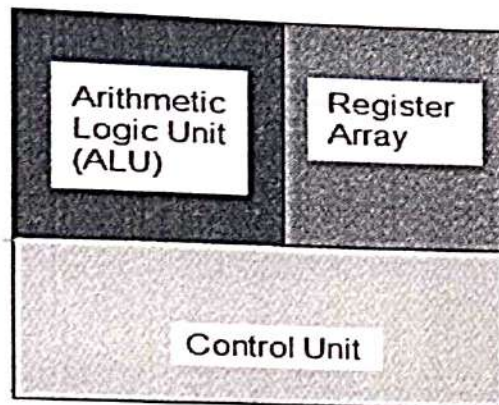 Arithmetic
Logic Unit
(ALU)
Register
Array
Control Unit